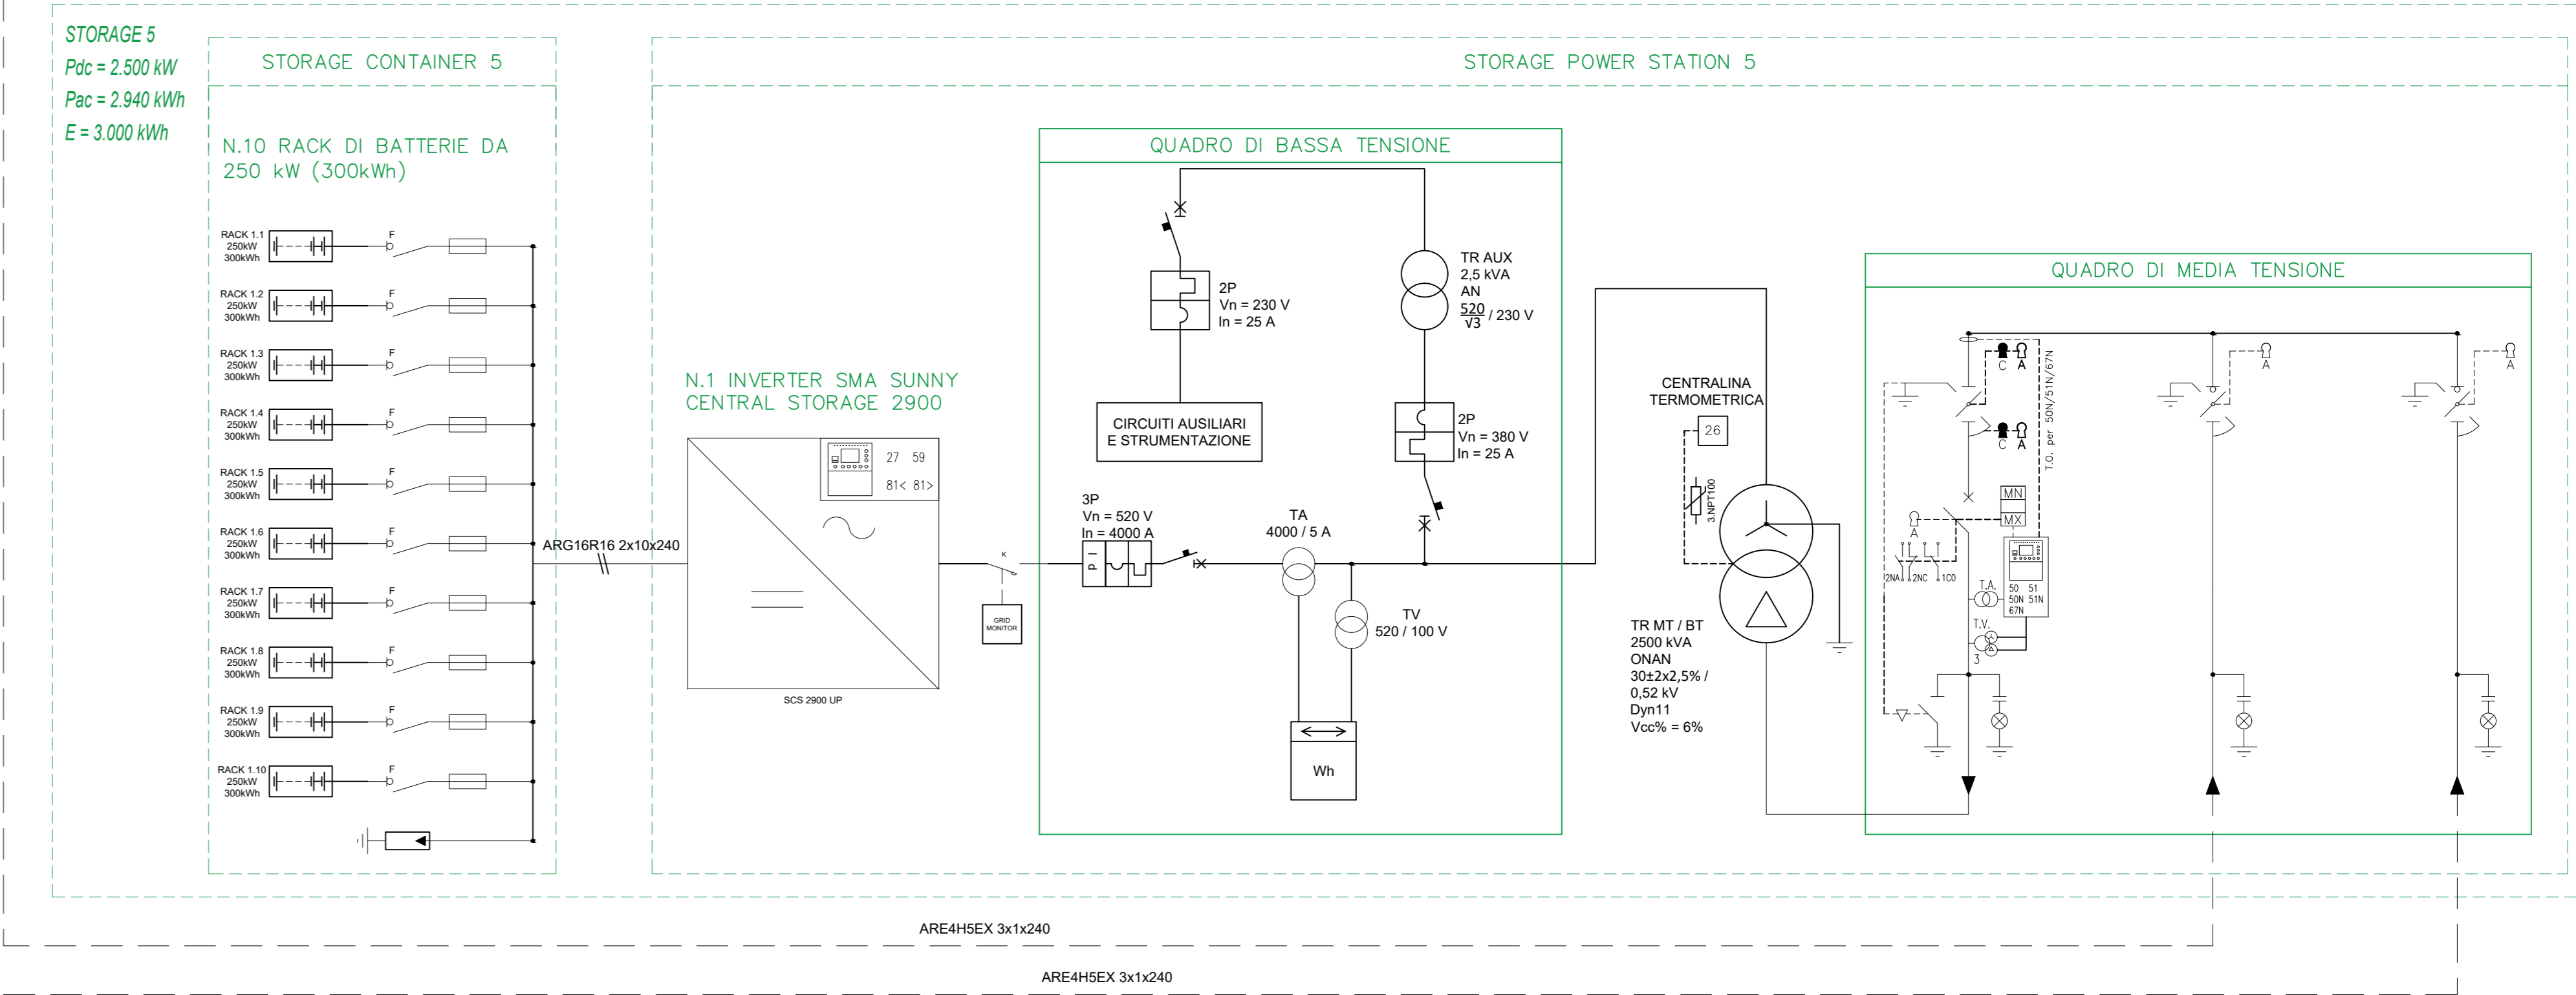 STORAGE 5
Pdc = 2.500 kW
Pac = 2.940 kWh
E = 3.000 kWh
STORAGE CONTAINER 5
N.10 RACK DI BATTERIE DA
250 kW (300kWh)
RACK 1.1
250kW
300kWh
F
RACK 1.2
250kW
300kWh
F
RACK 1.3
250kW
300kWh
F
RACK 1.4
250kW
300kWh
F
RACK 1.5
250kW
300kWh
F
RACK 1.6
250kW
300kWh
F
RACK 1.7
250kW
300kWh
F
RACK 1.8
250kW
300kWh
F
RACK 1.9
250kW
300kWh
F
RACK 1.10
250kW
300kWh
F
ARG16R16 2x10x240
STORAGE POWER STATION 5
N.1 INVERTER SMA SUNNY
CENTRAL STORAGE 2900
27 59
81< 81>
SCS 2900 UP
K
GRID
MONITOR
QUADRO DI BASSA TENSIONE
2P
Vn = 230 V
In = 25 A
CIRCUITI AUSILIARI
E STRUMENTAZIONE
TR AUX
2,5 kVA
AN
520
√3 / 230 V
2P
Vn = 380 V
In = 25 A
3P
Vn = 520 V
In = 4000 A
P I
TA
4000 / 5 A
TV
520 / 100 V
Wh
CENTRALINA
TERMOMETRICA
26
3.NPT100
TR MT / BT
2500 kVA
ONAN
30±2x2,5% /
0,52 kV
Dyn11
Vcc% = 6%
QUADRO DI MEDIA TENSIONE
C A
C A
T.O. per 50N/51N/67N
A
MN
MX
2NA 2NC 1C0
T.A.
50 51
50N 51N
67N
T.V.
3
A
A
ARE4H5EX 3x1x240
ARE4H5EX 3x1x240